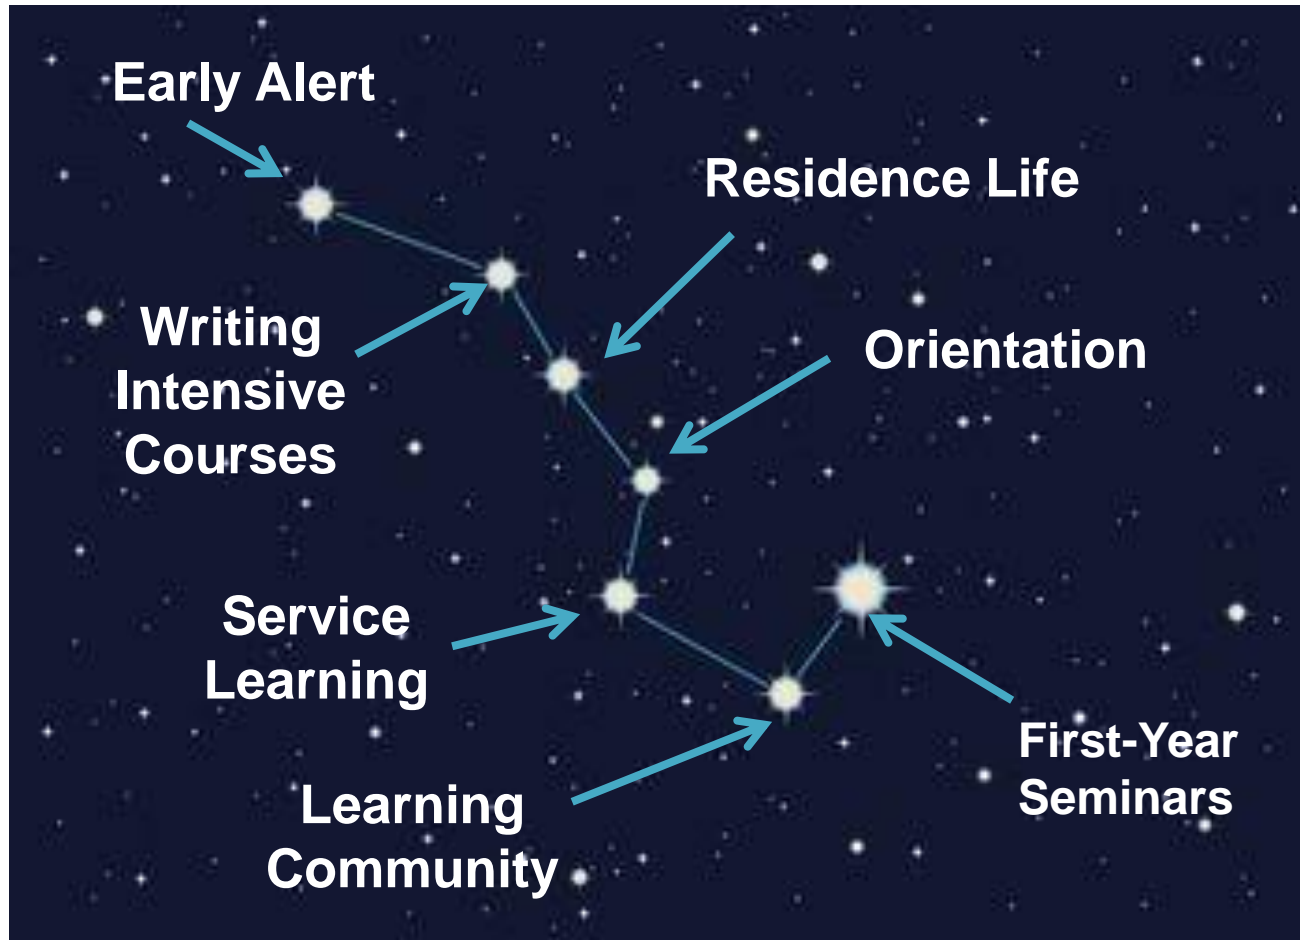 Early Alert
Residence Life
Writing
Intensive
Courses
Orientation
Service
Learning
First-Year
Seminars
Learning
Community